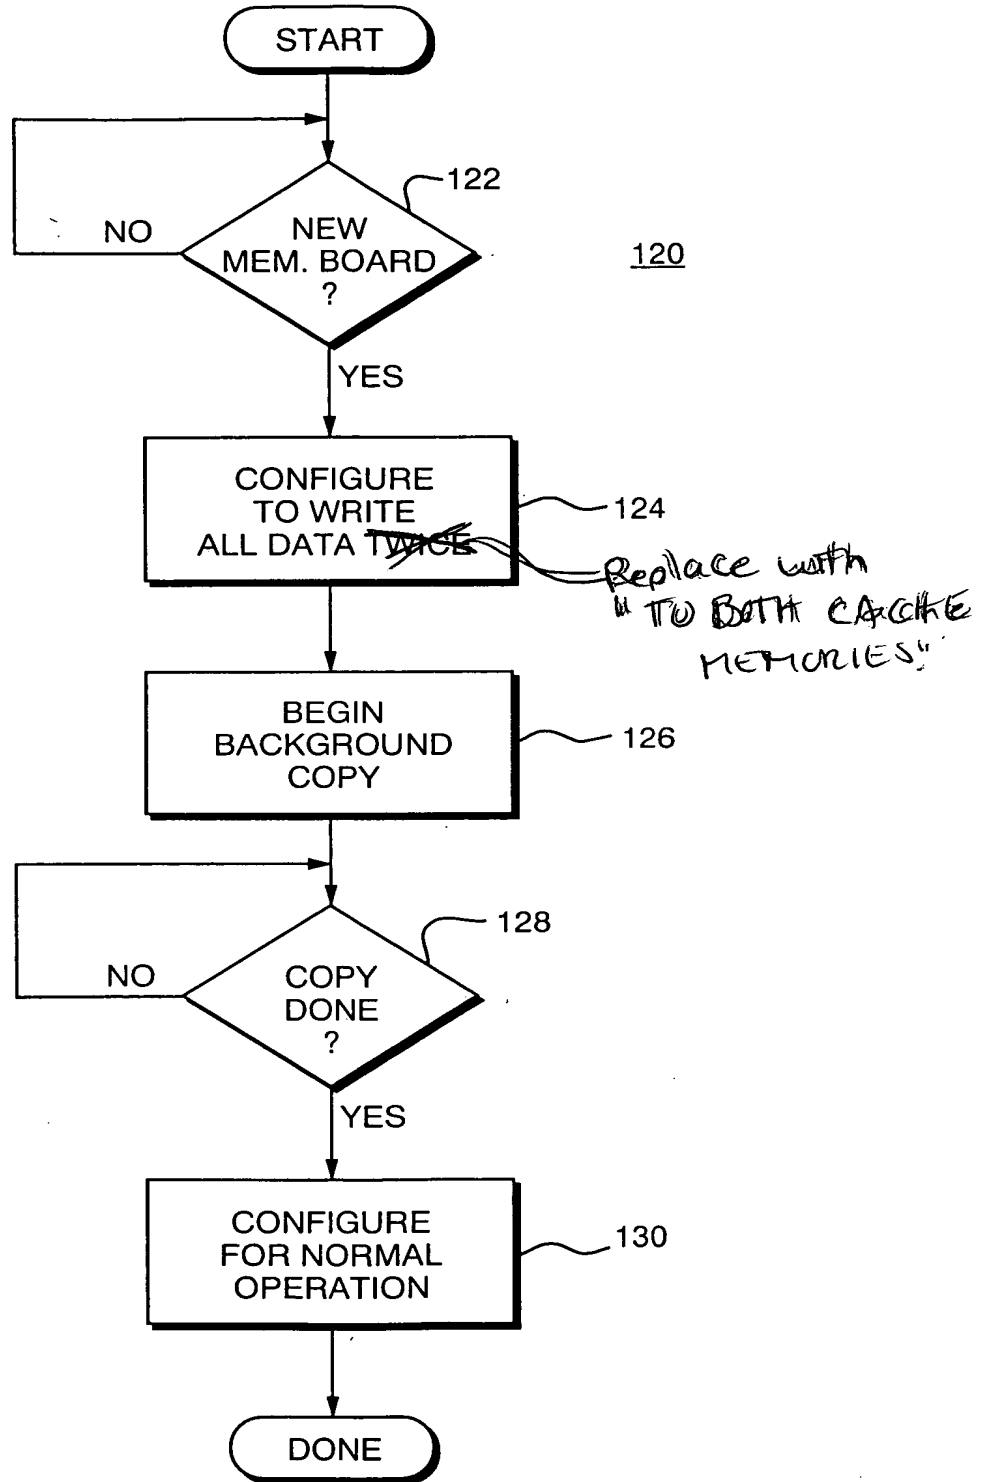 START
122
NO
NEW
MEM. BOARD
?
120
YES
CONFIGURE
TO WRITE
ALL DATA TWICE
124
Replace with
"TO BOTH CACHE
MEMORIES"
BEGIN
BACKGROUND
COPY
126
128
NO
COPY
DONE
?
YES
CONFIGURE
FOR NORMAL
OPERATION
130
DONE